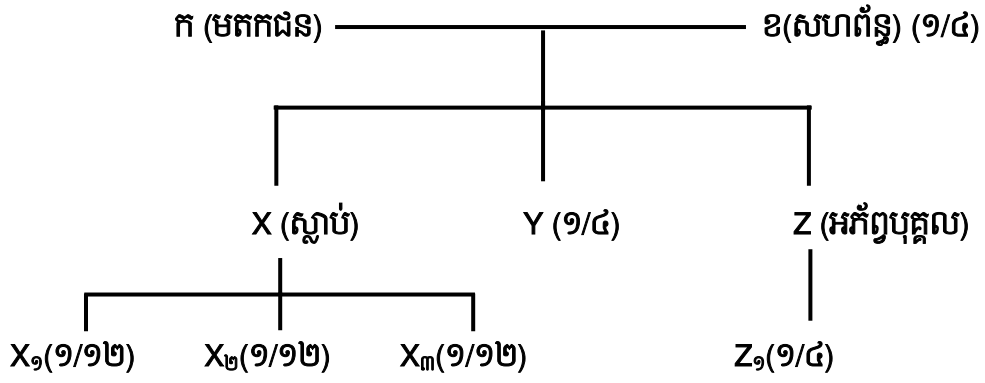 ក (មតកជន) ខ(សហព័ន្ធ) (១/៤)
X (ស្លាប់) Y (១/៤) Z (អភ័ព្វបុគ្គល)
X₁(១/១២) X₂(១/១២) X₃(១/១២) Z₁(១/៤)